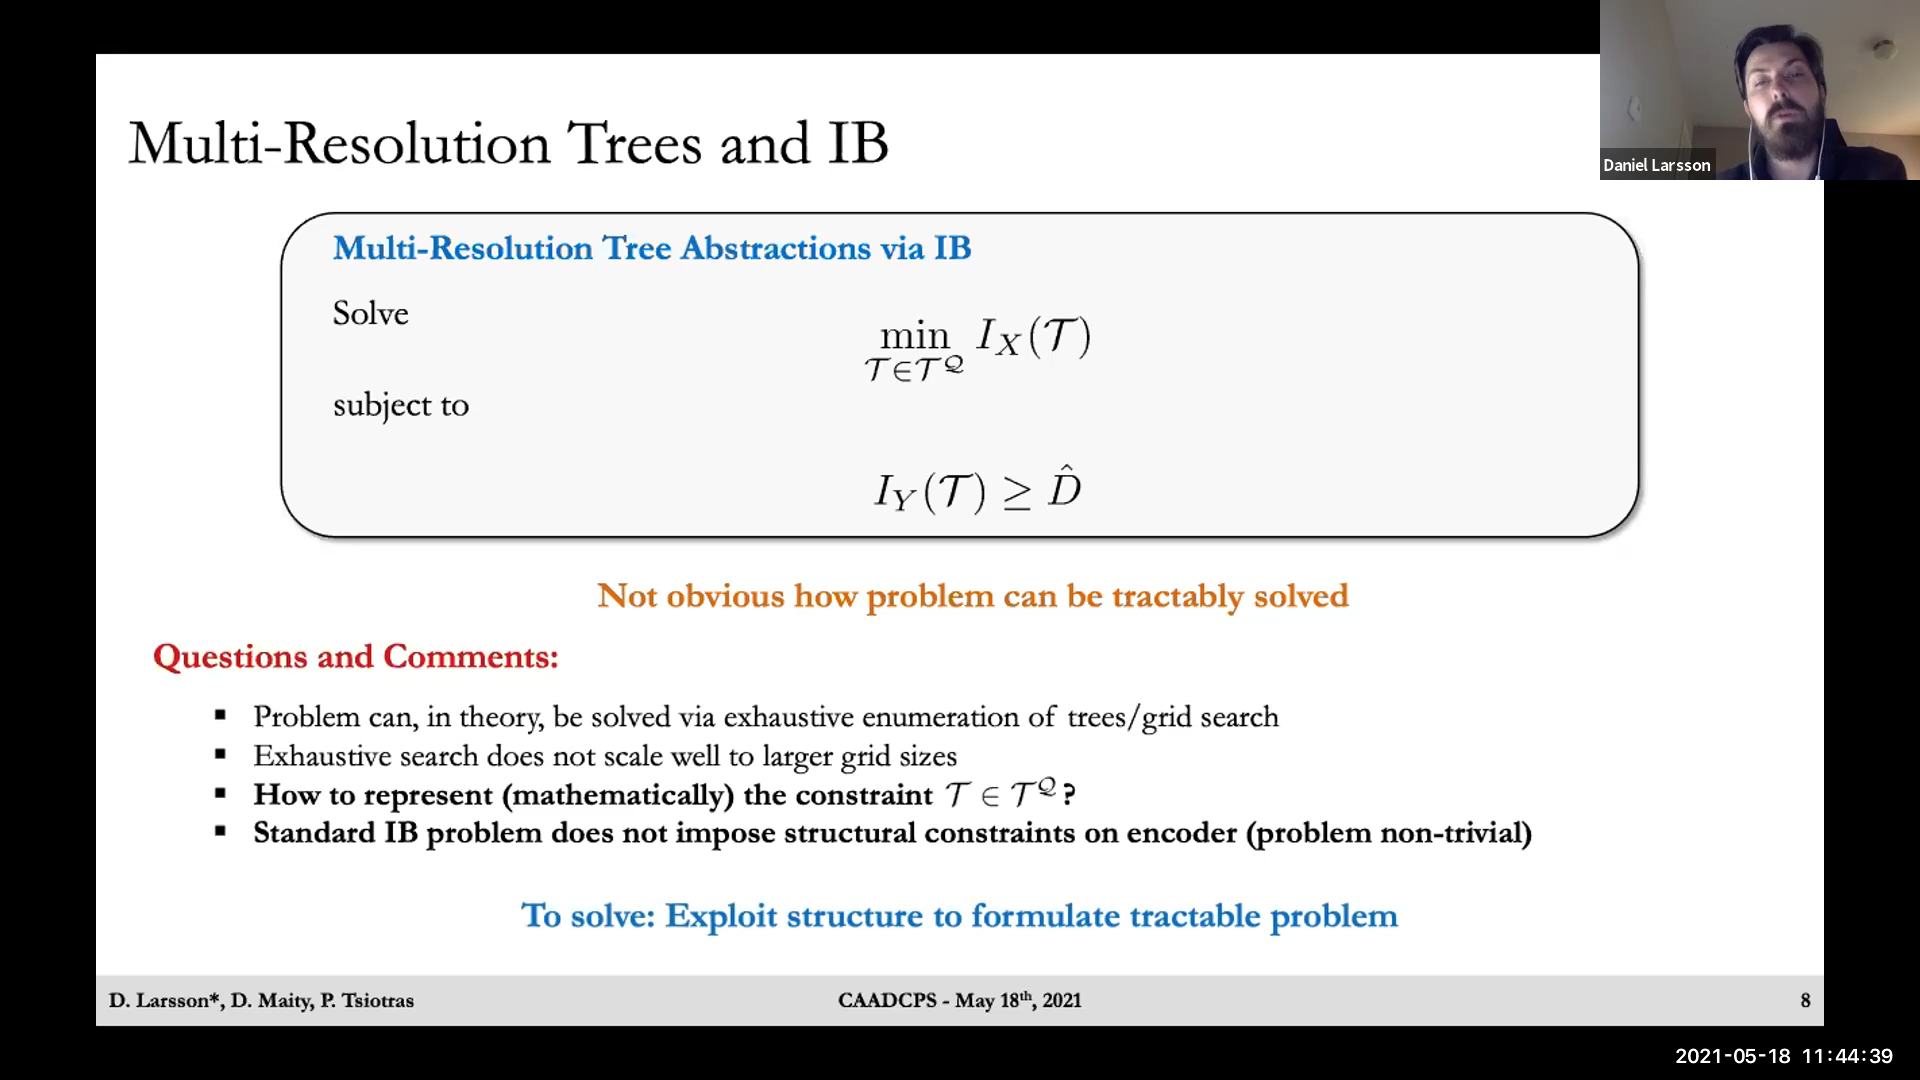 Multi-Resolution Trees and IB
Daniel Larsson
Multi-Resolution Tree Abstractions via IB
Solve
min I_X(𝒯)
𝒯∈𝒯^𝒬
subject to
I_Y(𝒯) ≥ D̂
Not obvious how problem can be tractably solved
Questions and Comments:
▪ Problem can, in theory, be solved via exhaustive enumeration of trees/grid search
▪ Exhaustive search does not scale well to larger grid sizes
▪ How to represent (mathematically) the constraint 𝒯 ∈ 𝒯^𝒬 ?
▪ Standard IB problem does not impose structural constraints on encoder (problem non-trivial)
To solve: Exploit structure to formulate tractable problem
D. Larsson*, D. Maity, P. Tsiotras
CAADCPS - May 18th, 2021
8
2021-05-18 11:44:39